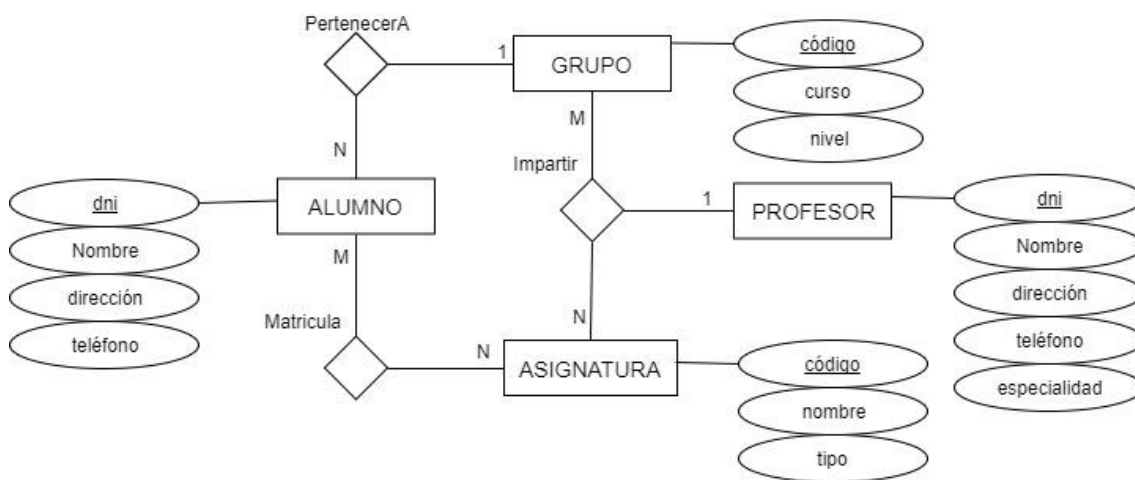 PertenecerA
1
GRUPO
código
curso
nivel
M
N
Impartir
dni
Nombre
dirección
teléfono
ALUMNO
1
PROFESOR
dni
Nombre
dirección
teléfono
especialidad
M
Matricula
N
N
ASIGNATURA
código
nombre
tipo